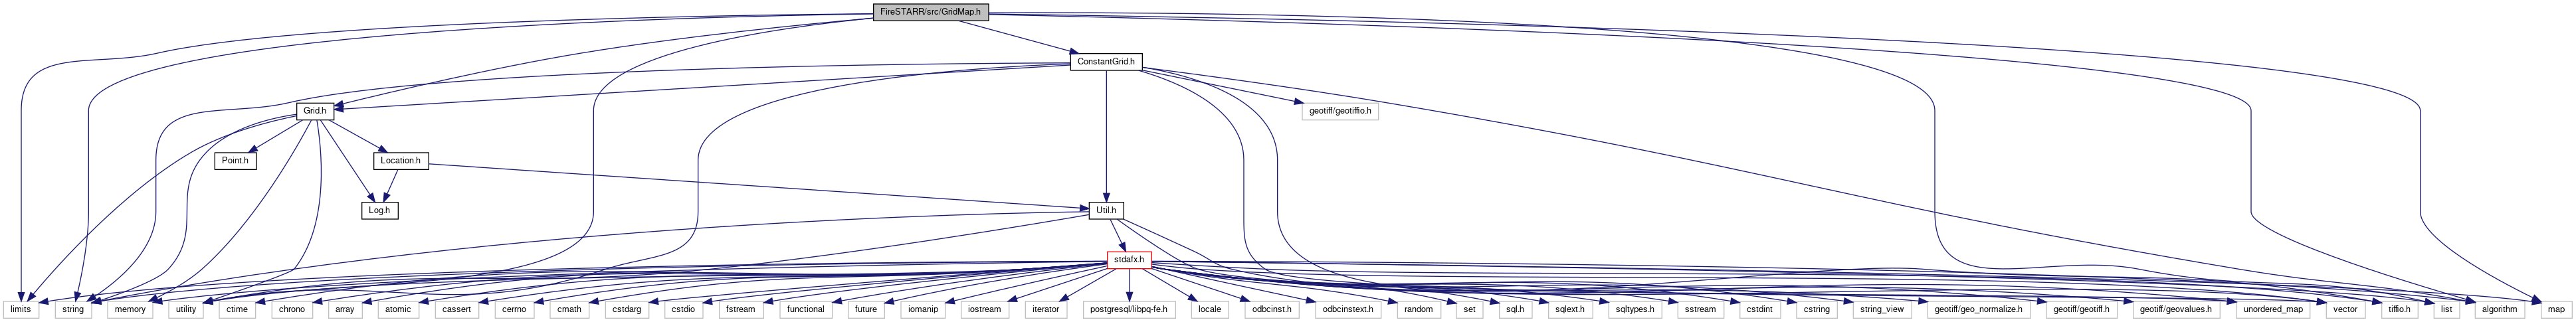 FireSTARR/src/GridMap.h
ConstantGrid.h
Grid.h
geotiff/geotiffio.h
Point.h
Location.h
Log.h
Util.h
stdafx.h
limits
string
memory
utility
ctime
chrono
array
atomic
cassert
cerrno
cmath
cstdarg
cstdio
fstream
functional
future
iomanip
iostream
iterator
postgresql/libpq-fe.h
locale
odbcinst.h
odbcinstext.h
random
set
sql.h
sqlext.h
sqltypes.h
sstream
cstdint
cstring
string_view
geotiff/geo_normalize.h
geotiff/geotiff.h
geotiff/geovalues.h
unordered_map
vector
tiffio.h
list
algorithm
map